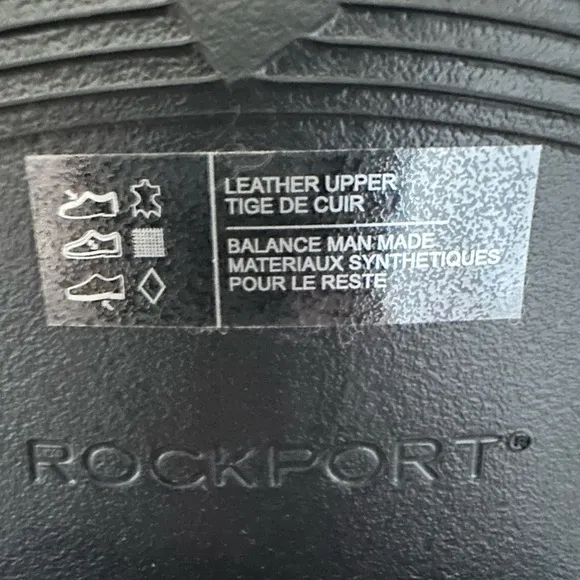 LEATHER UPPER
TIGE DE CUIR
BALANCE MAN MADE
MATERIAUX SYNTHETIQUES
POUR LE RESTE
ROCKPORT®